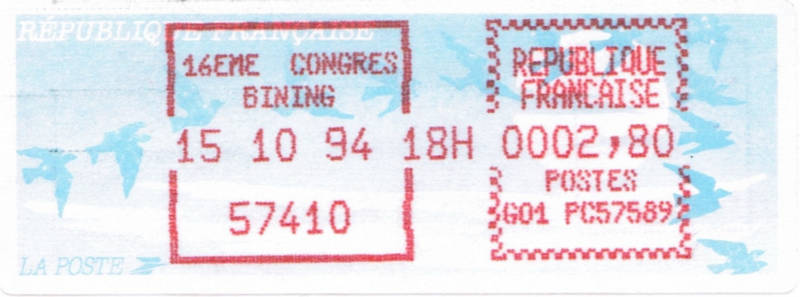 RÉPUBLIQUE FRANÇAISE
16EME CONGRES
BINING
15 10 94 18H
57410
REPUBLIQUE
FRANCAISE
0002,80
POSTES
G01 PC57589
LA POSTE